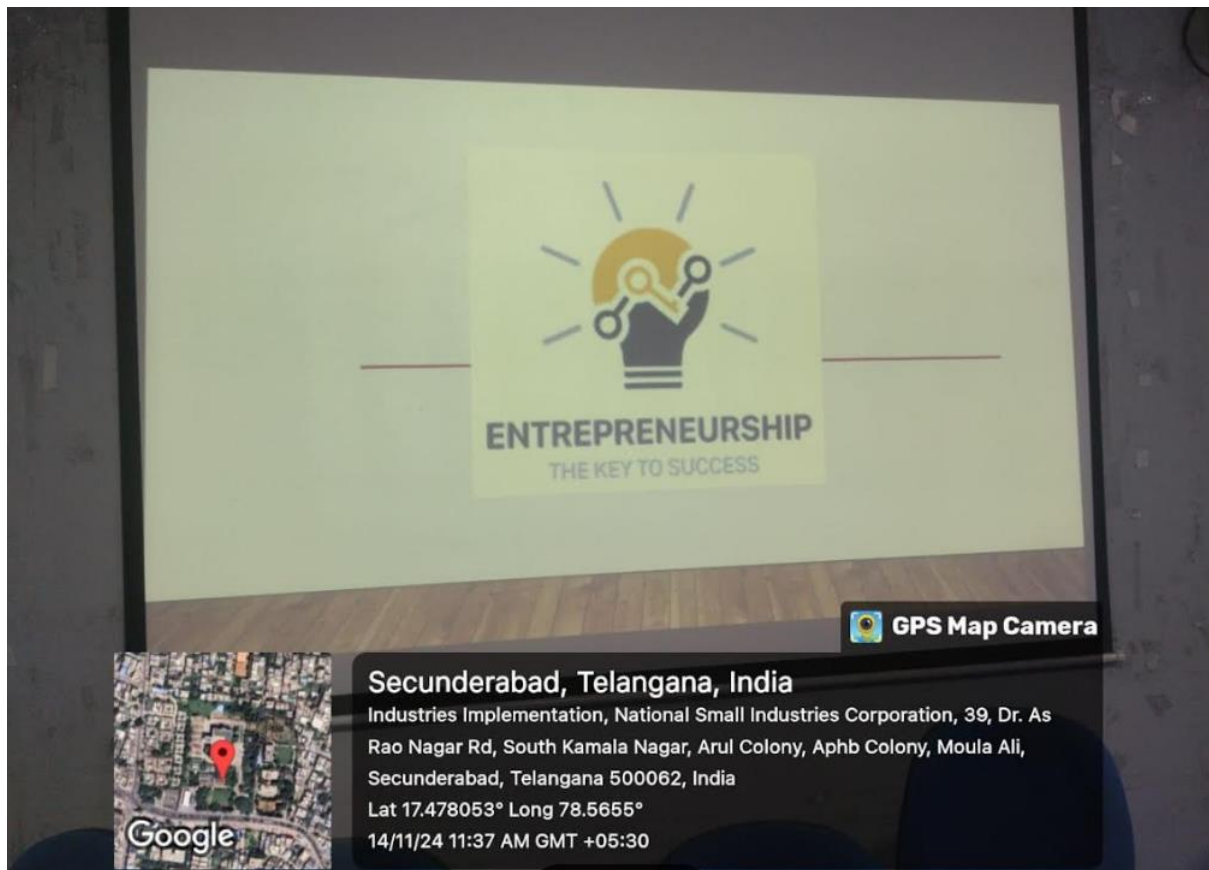 ENTREPRENEURSHIP
THE KEY TO SUCCESS
GPS Map Camera
Secunderabad, Telangana, India
Industries Implementation, National Small Industries Corporation, 39, Dr. As
Rao Nagar Rd, South Kamala Nagar, Arul Colony, Aphb Colony, Moula Ali,
Secunderabad, Telangana 500062, India
Lat 17.478053° Long 78.5655°
14/11/24 11:37 AM GMT +05:30
Google